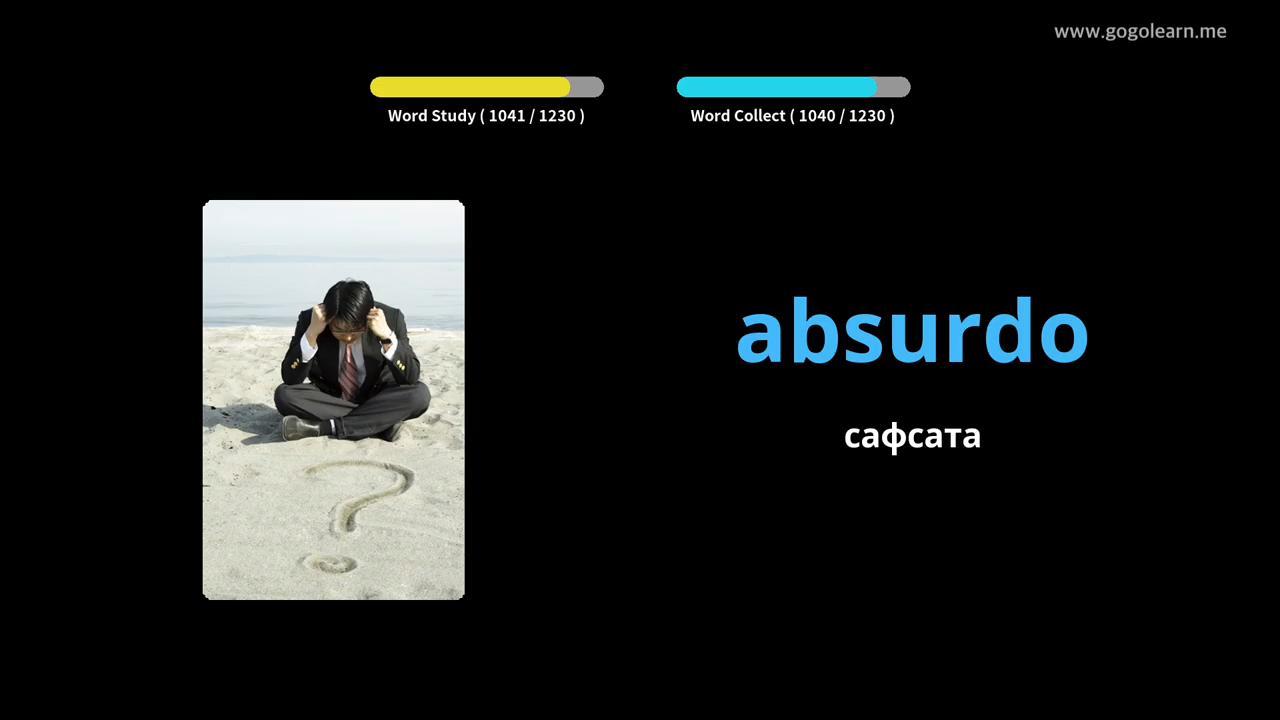 www.gogolearn.me
Word Study ( 1041 / 1230 )
Word Collect ( 1040 / 1230 )
absurdo
сафсата
?